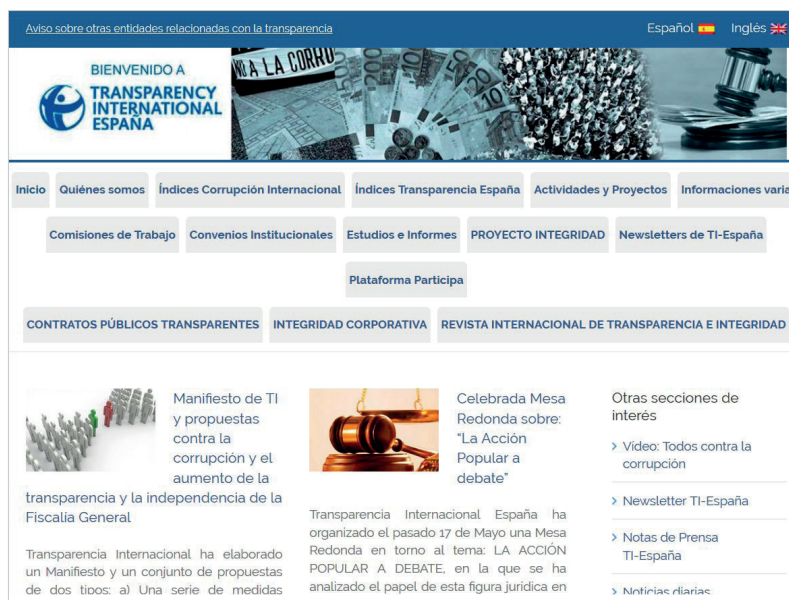 Aviso sobre otras entidades relacionadas con la transparencia
Español Inglés
BIENVENIDO A
TRANSPARENCY
INTERNATIONAL
ESPAÑA
NO A LA CORRU
Inicio Quiénes somos Índices Corrupción Internacional Índices Transparencia España Actividades y Proyectos Informaciones varia
Comisiones de Trabajo Convenios Institucionales Estudios e Informes PROYECTO INTEGRIDAD Newsletters de TI-España
Plataforma Participa
CONTRATOS PÚBLICOS TRANSPARENTES INTEGRIDAD CORPORATIVA REVISTA INTERNACIONAL DE TRANSPARENCIA E INTEGRIDAD
Manifiesto de TI
y propuestas
contra la
corrupción y el
aumento de la
transparencia y la independencia de la
Fiscalía General
Transparencia Internacional ha elaborado
un Manifiesto y un conjunto de propuestas
de dos tipos: a) Una serie de medidas
Celebrada Mesa
Redonda sobre:
"La Acción
Popular a
debate"
Transparencia Internacional España ha
organizado el pasado 17 de Mayo una Mesa
Redonda en torno al tema: LA ACCIÓN
POPULAR A DEBATE, en la que se ha
analizado el papel de esta figura jurídica en
Otras secciones de
interés
> Vídeo: Todos contra la
corrupción
> Newsletter TI-España
> Notas de Prensa
TI-España
> Noticias diarias